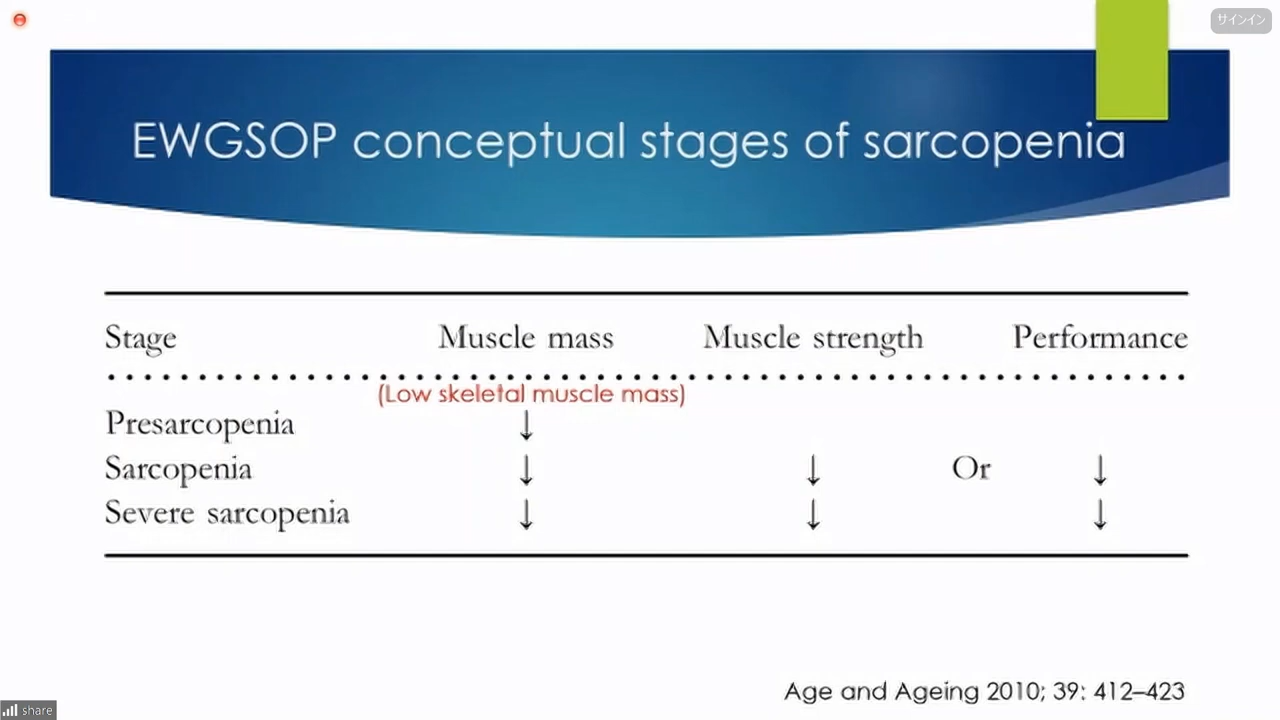 サインイン
EWGSOP conceptual stages of sarcopenia
Stage Muscle mass Muscle strength Performance
(Low skeletal muscle mass)
Presarcopenia ↓
Sarcopenia ↓ ↓ Or ↓
Severe sarcopenia ↓ ↓ ↓
Age and Ageing 2010; 39: 412–423
share